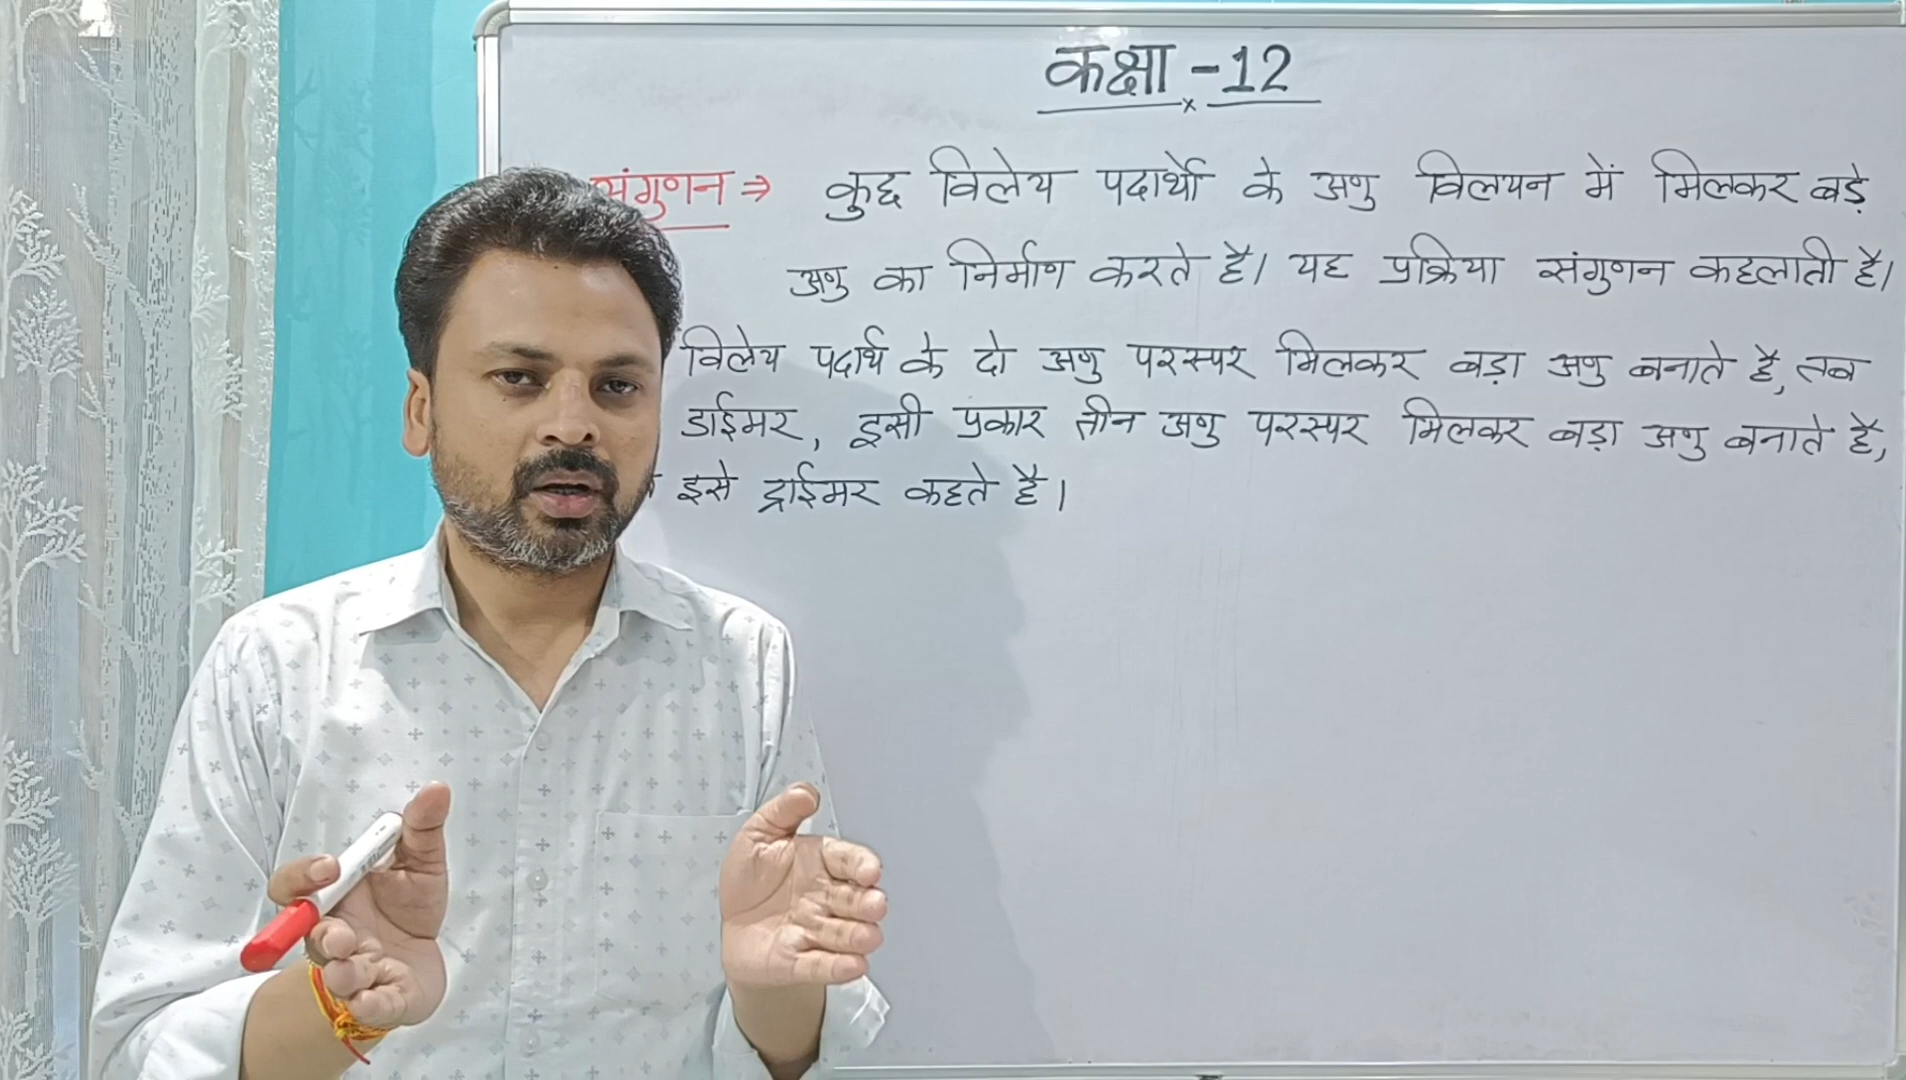 कक्षा - 12
संगुणन ⇒ कुछ विलेय पदार्थो के अणु विलयन में मिलकर बड़े
अणु का निर्माण करते है। यह प्रक्रिया संगुणन कहलाती है।
विलेय पदार्थ के दो अणु परस्पर मिलकर बड़ा अणु बनाते है, तब
डाईमर, इसी प्रकार तीन अणु परस्पर मिलकर बड़ा अणु बनाते है,
इसे ट्राईमर कहते है।